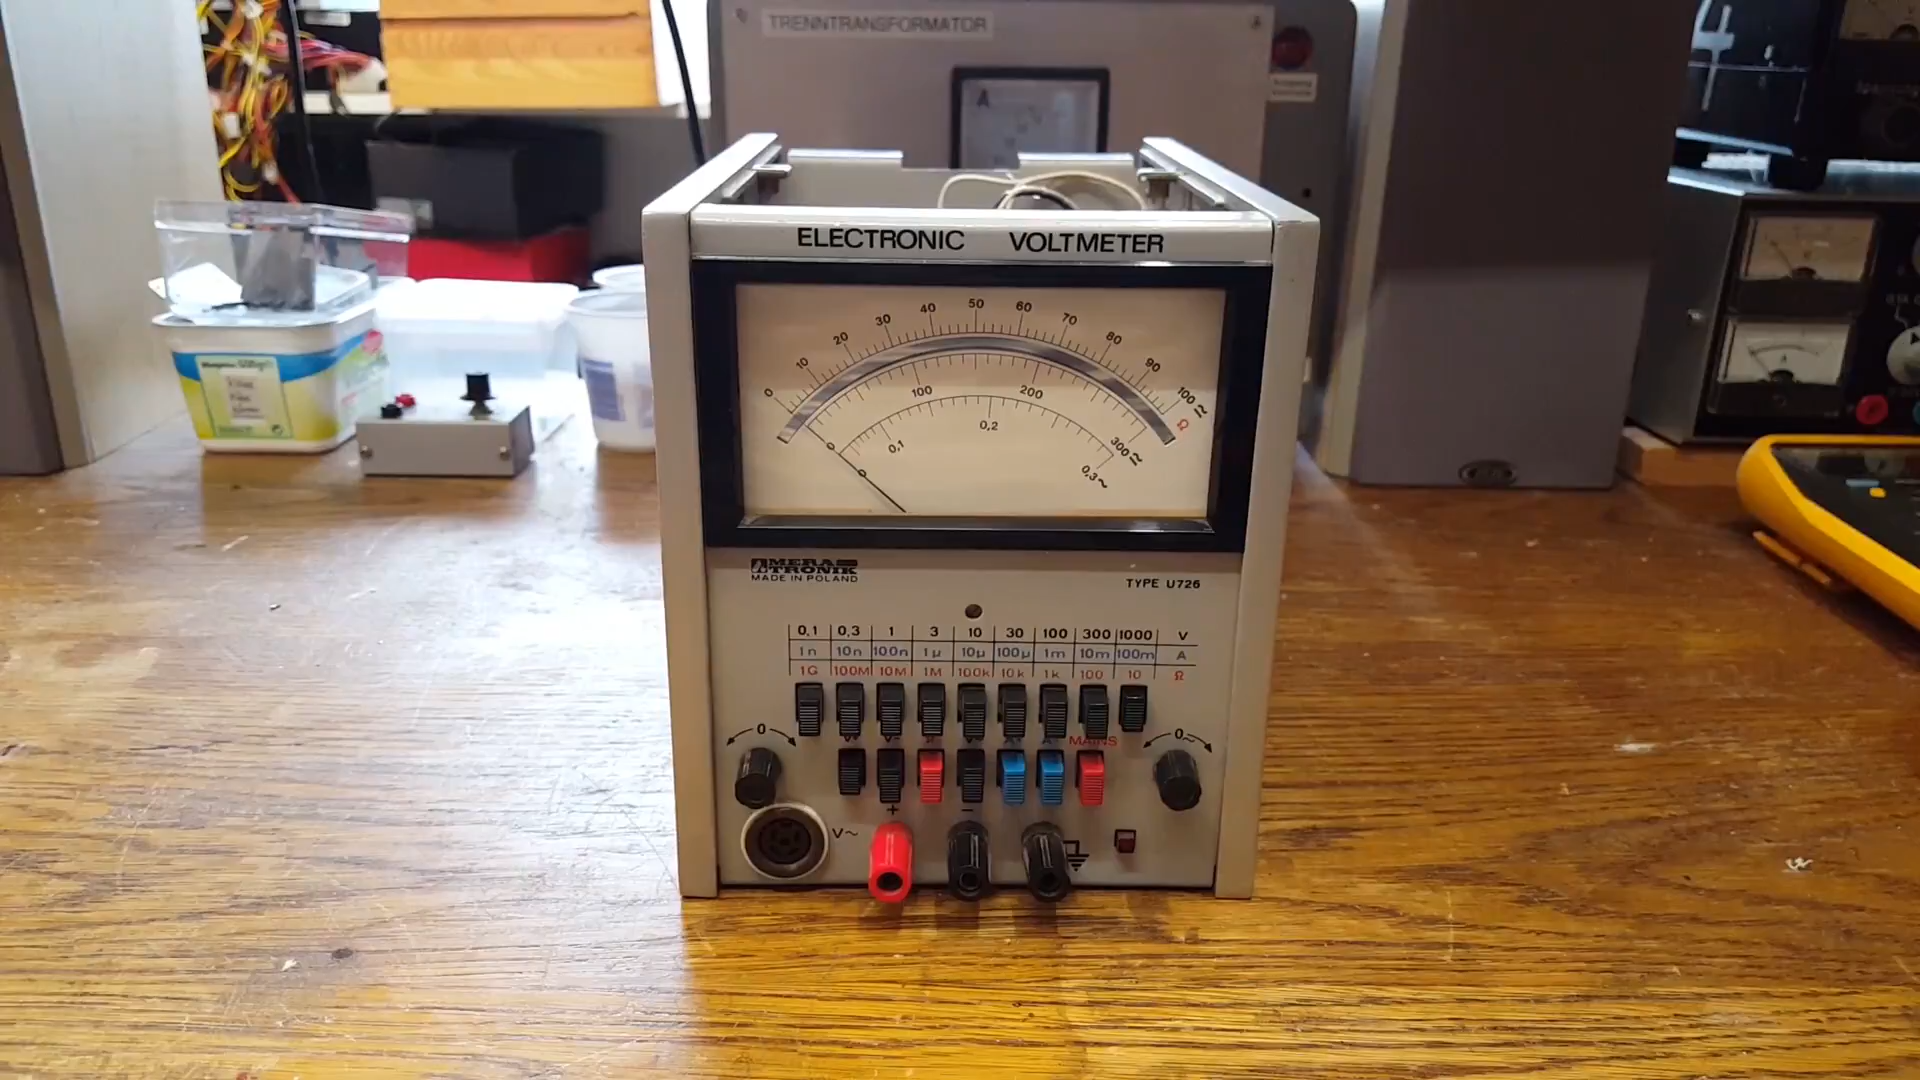 TRENNTRANSFORMATOR
A
4
ELECTRONIC VOLTMETER
0 10 20 30 40 50 60 70 80 90 100
Ω
0 100 200 300
0 0,1 0,2 0,3
MERA
TRONIK
MADE IN POLAND
TYPE U726
0,1 0,3 1 3 10 30 100 300 1000 V
1n 10n 100n 1µ 10µ 100µ 1m 10m 100m A
1G 100M 10M 1M 100k 10k 1k 100 10 Ω
MAINS
0
0~
+
−
V~